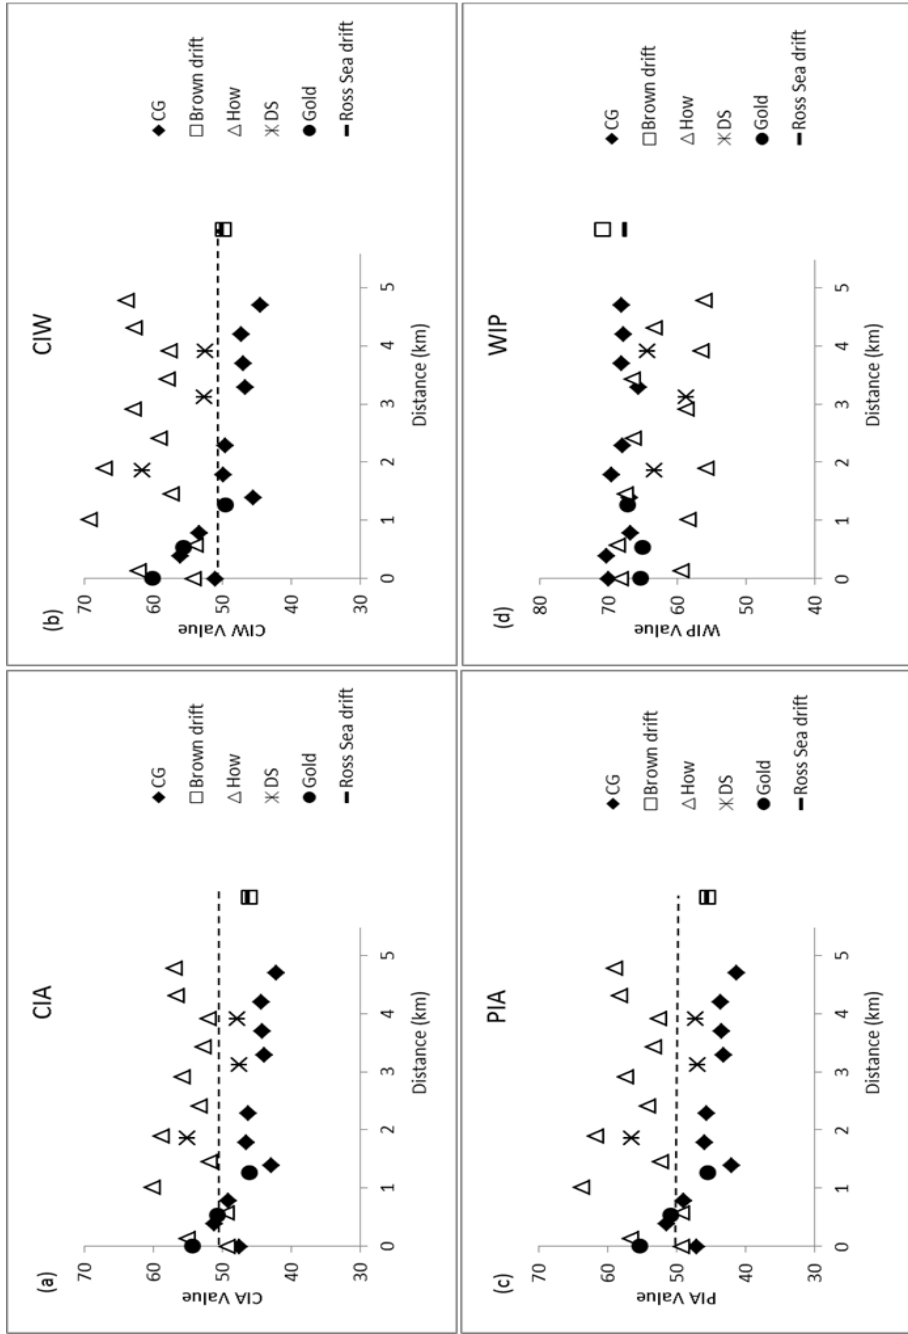 (a)
CIA
CIA Value
70
60
50
40
30
0
1
2
3
4
5
Distance (km)
CG
Brown drift
How
DS
Gold
Ross Sea drift
(b)
CIW
CIW Value
70
60
50
40
30
0
1
2
3
4
5
Distance (km)
CG
Brown drift
How
DS
Gold
Ross Sea drift
(c)
PIA
PIA Value
70
60
50
40
30
0
1
2
3
4
5
Distance (km)
CG
Brown drift
How
DS
Gold
Ross Sea drift
(d)
WIP
WIP Value
80
70
60
50
40
0
1
2
3
4
5
Distance (km)
CG
Brown drift
How
DS
Gold
Ross Sea drift